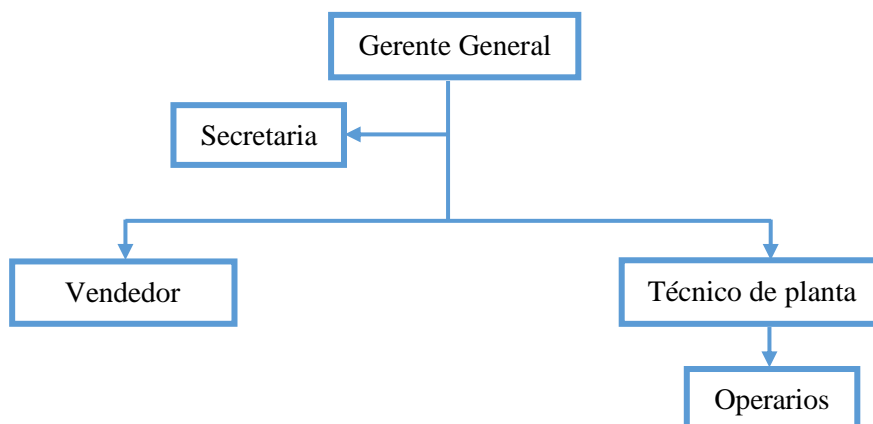 Gerente General
Secretaria
Vendedor
Técnico de planta
Operarios